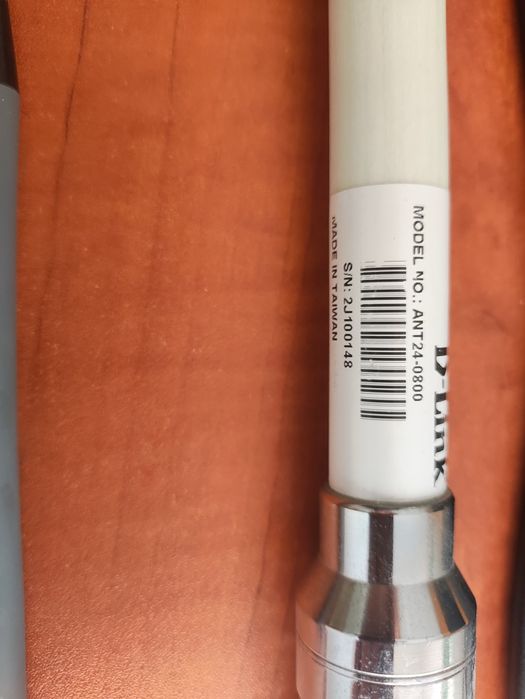 D-Link
MODEL NO.: ANT24-0800
S/N: 2J100148
MADE IN TAIWAN